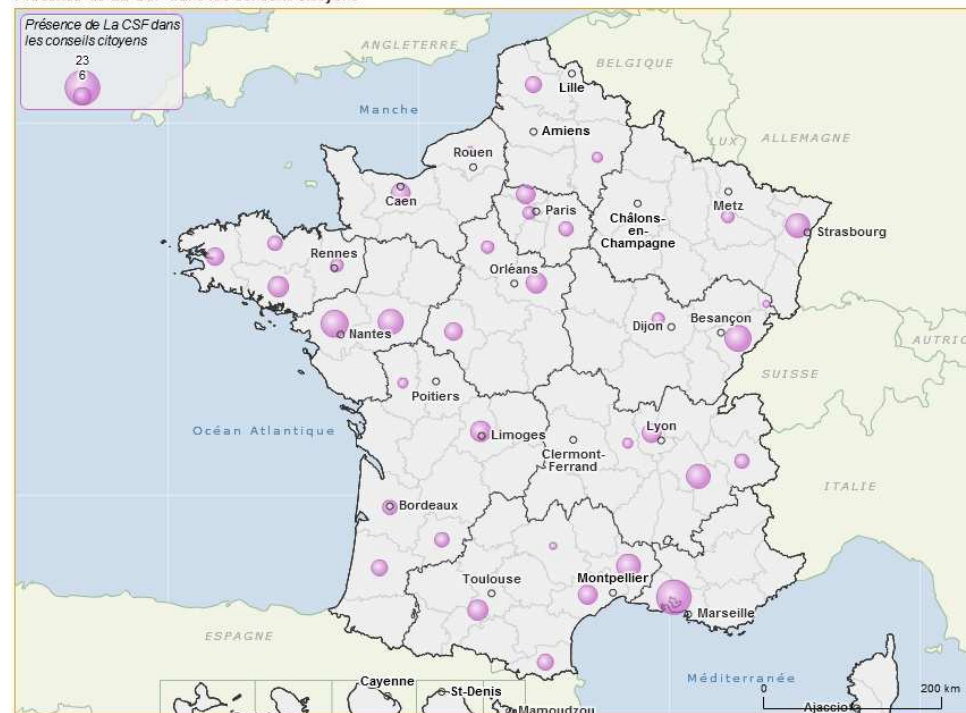 Présence de La CSF dans
les conseils citoyens
23
6
ANGLETERRE
BELGIQUE
Lille
Manche
Amiens
LUX
ALLEMAGNE
Rouen
Caen
Paris
Metz
Châlons-
en-
Champagne
Strasbourg
Rennes
Orléans
Nantes
Dijon
Besançon
AUTRIC
SUISSE
Poitiers
Océan Atlantique
Limoges
Lyon
Clermont-
Ferrand
ITALIE
Bordeaux
Toulouse
Montpellier
Marseille
ESPAGNE
Méditerranée
Cayenne
St-Denis
Mamoudzou
0
200 km
Ajaccio